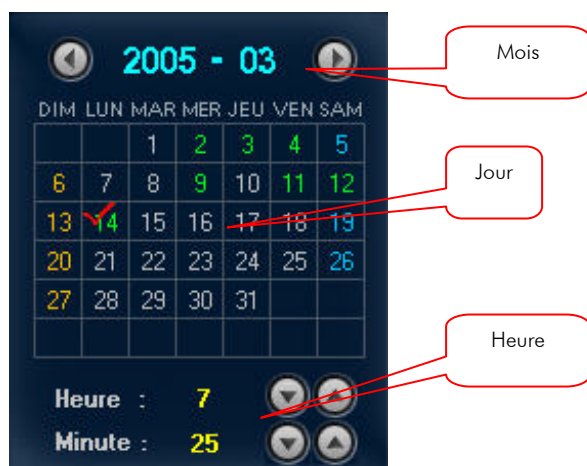 2005 - 03
Mois
DIM LUN MAR MER JEU VEN SAM
1 2 3 4 5
Jour
6 7 8 9 10 11 12
13 14 15 16 17 18 19
20 21 22 23 24 25 26
27 28 29 30 31
Heure
Heure : 7
Minute : 25